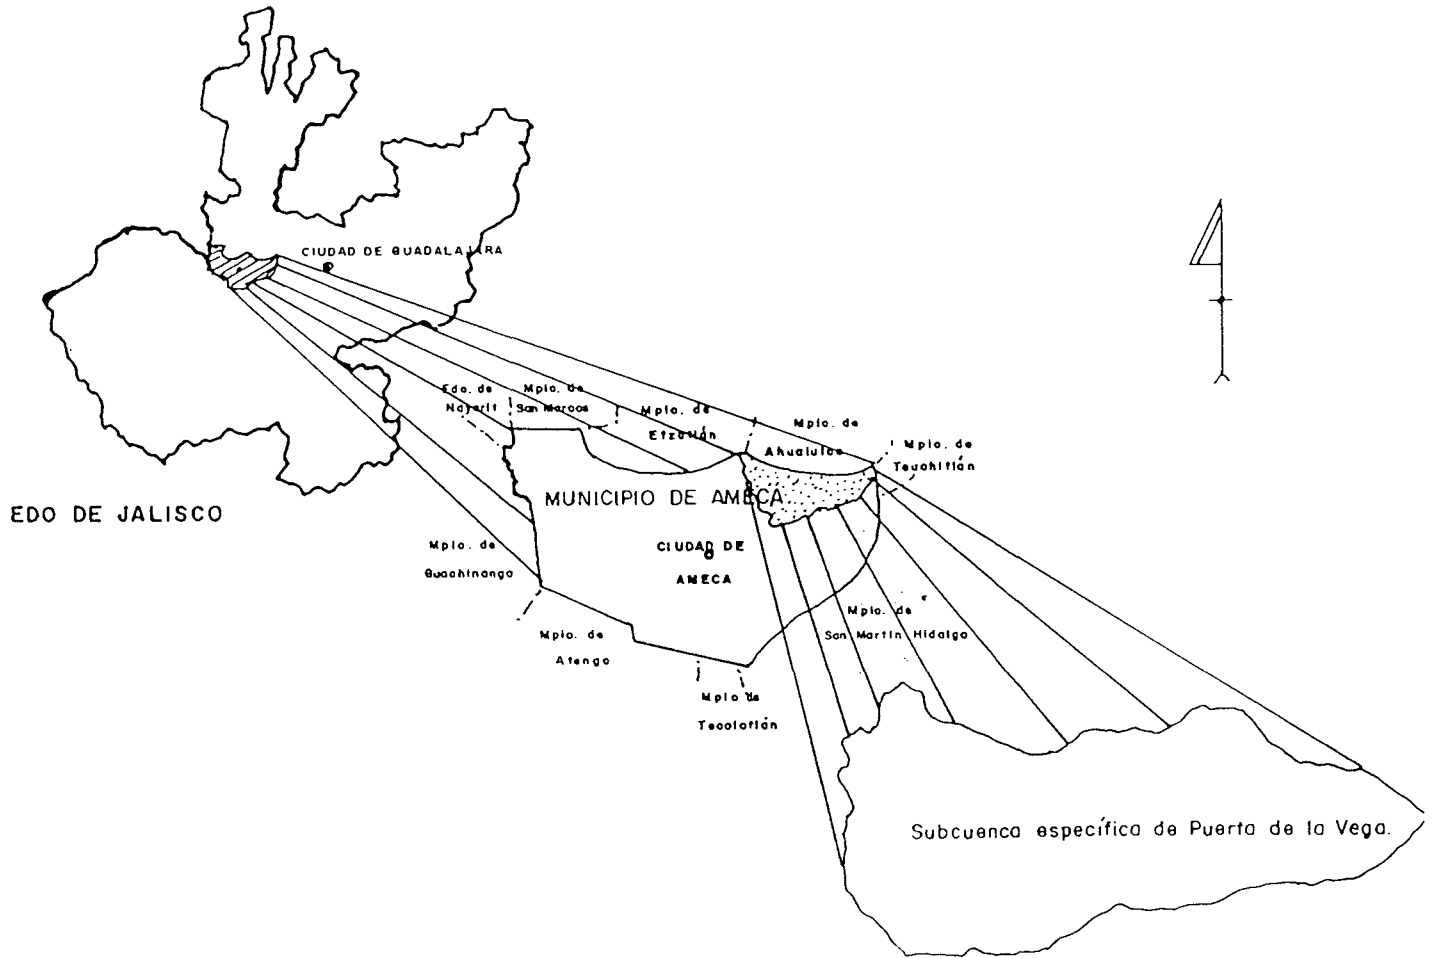 CIUDAD DE GUADALAJARA
Edo. de
Nayarit
Mpio. de
San Marcos
Mpio. de
Etzatlán
Mpio. de
Ahualulco
Mpio. de
Teuchitlán
MUNICIPIO DE AMECA
EDO DE JALISCO
CIUDAD DE
AMECA
Mpio. de
Guachinango
Mpio. de
San Martín Hidalgo
Mpio. de
Atengo
Mpio de
Tecolotlán
Subcuenca específica de Puerta de la Vega.